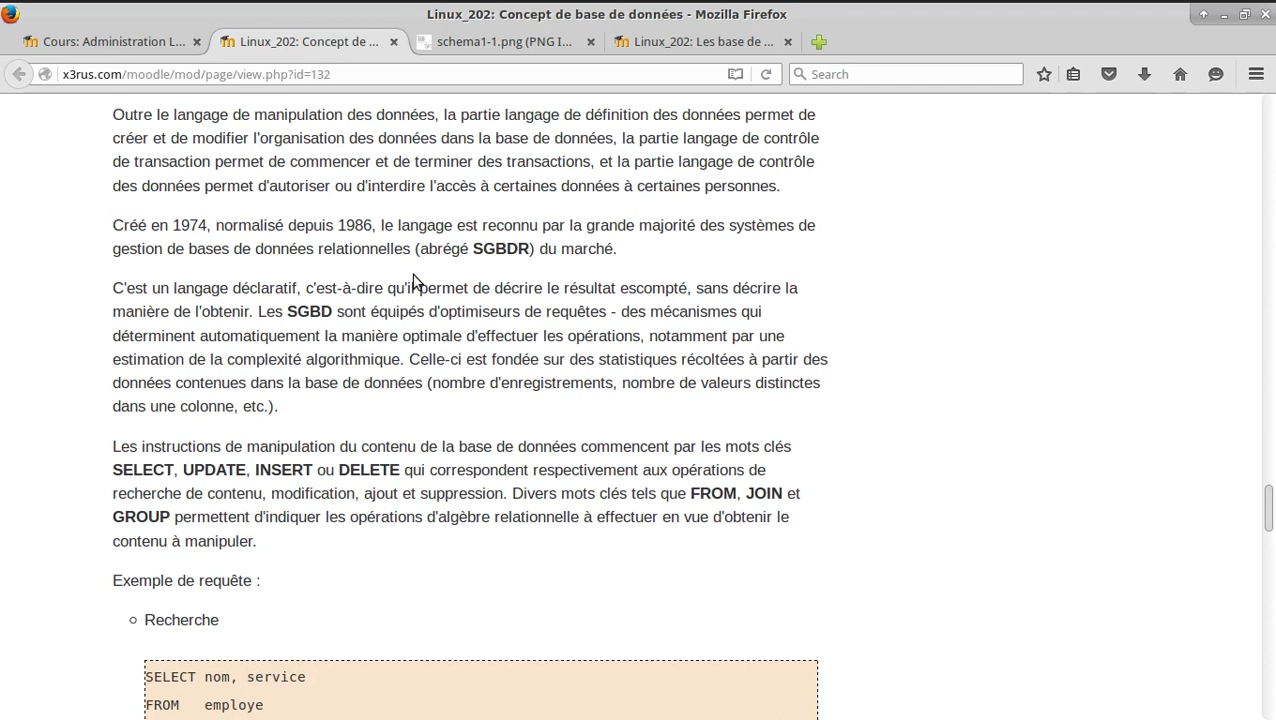 Linux_202: Concept de base de données - Mozilla Firefox
Cours: Administration L...
Linux_202: Concept de ...
schema1-1.png (PNG I...
Linux_202: Les base de ...
x3rus.com/moodle/mod/page/view.php?id=132
Search
Outre le langage de manipulation des données, la partie langage de définition des données permet de
créer et de modifier l'organisation des données dans la base de données, la partie langage de contrôle
de transaction permet de commencer et de terminer des transactions, et la partie langage de contrôle
des données permet d'autoriser ou d'interdire l'accès à certaines données à certaines personnes.
Créé en 1974, normalisé depuis 1986, le langage est reconnu par la grande majorité des systèmes de
gestion de bases de données relationnelles (abrégé SGBDR) du marché.
C'est un langage déclaratif, c'est-à-dire qu'il permet de décrire le résultat escompté, sans décrire la
manière de l'obtenir. Les SGBD sont équipés d'optimiseurs de requêtes - des mécanismes qui
déterminent automatiquement la manière optimale d'effectuer les opérations, notamment par une
estimation de la complexité algorithmique. Celle-ci est fondée sur des statistiques récoltées à partir des
données contenues dans la base de données (nombre d'enregistrements, nombre de valeurs distinctes
dans une colonne, etc.).
Les instructions de manipulation du contenu de la base de données commencent par les mots clés
SELECT, UPDATE, INSERT ou DELETE qui correspondent respectivement aux opérations de
recherche de contenu, modification, ajout et suppression. Divers mots clés tels que FROM, JOIN et
GROUP permettent d'indiquer les opérations d'algèbre relationnelle à effectuer en vue d'obtenir le
contenu à manipuler.
Exemple de requête :
Recherche
SELECT nom, service
FROM   employe